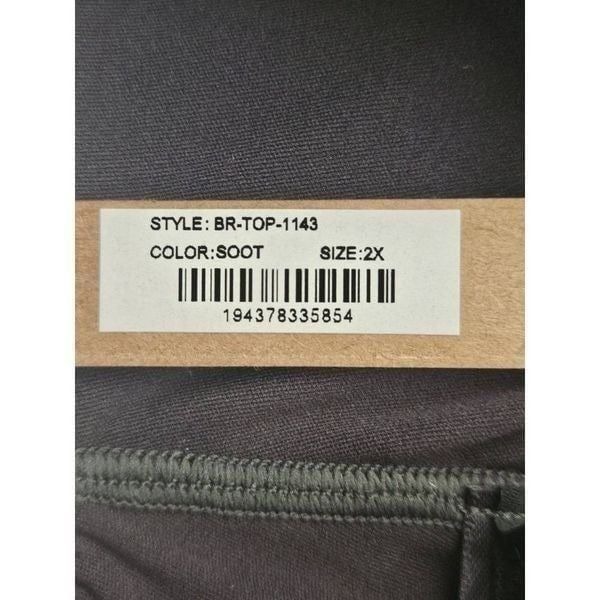 STYLE: BR-TOP-1143
COLOR:SOOT SIZE:2X
194378335854